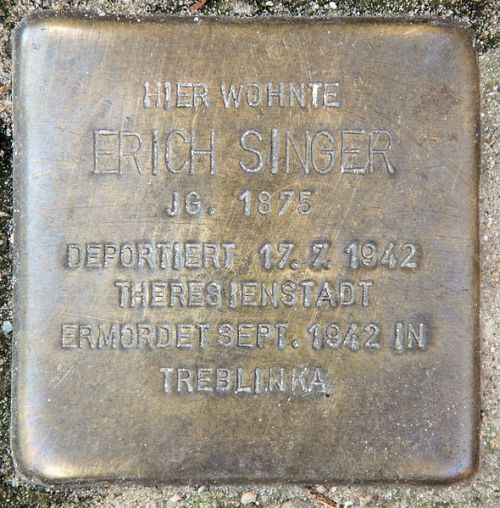 HIER WOHNTE
ERICH SINGER
JG. 1875
DEPORTIERT 17.7. 1942
THERESIENSTADT
ERMORDET SEPT. 1942 IN
TREBLINKA